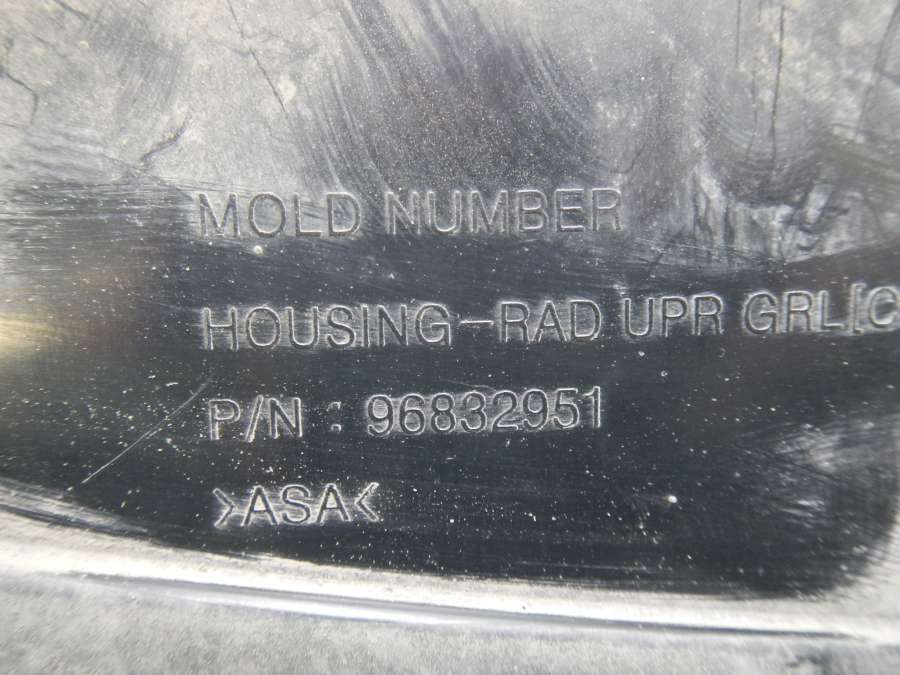 MOLD NUMBER
HOUSING-RAD UPR GRL[C
P/N : 96832951
>ASA<